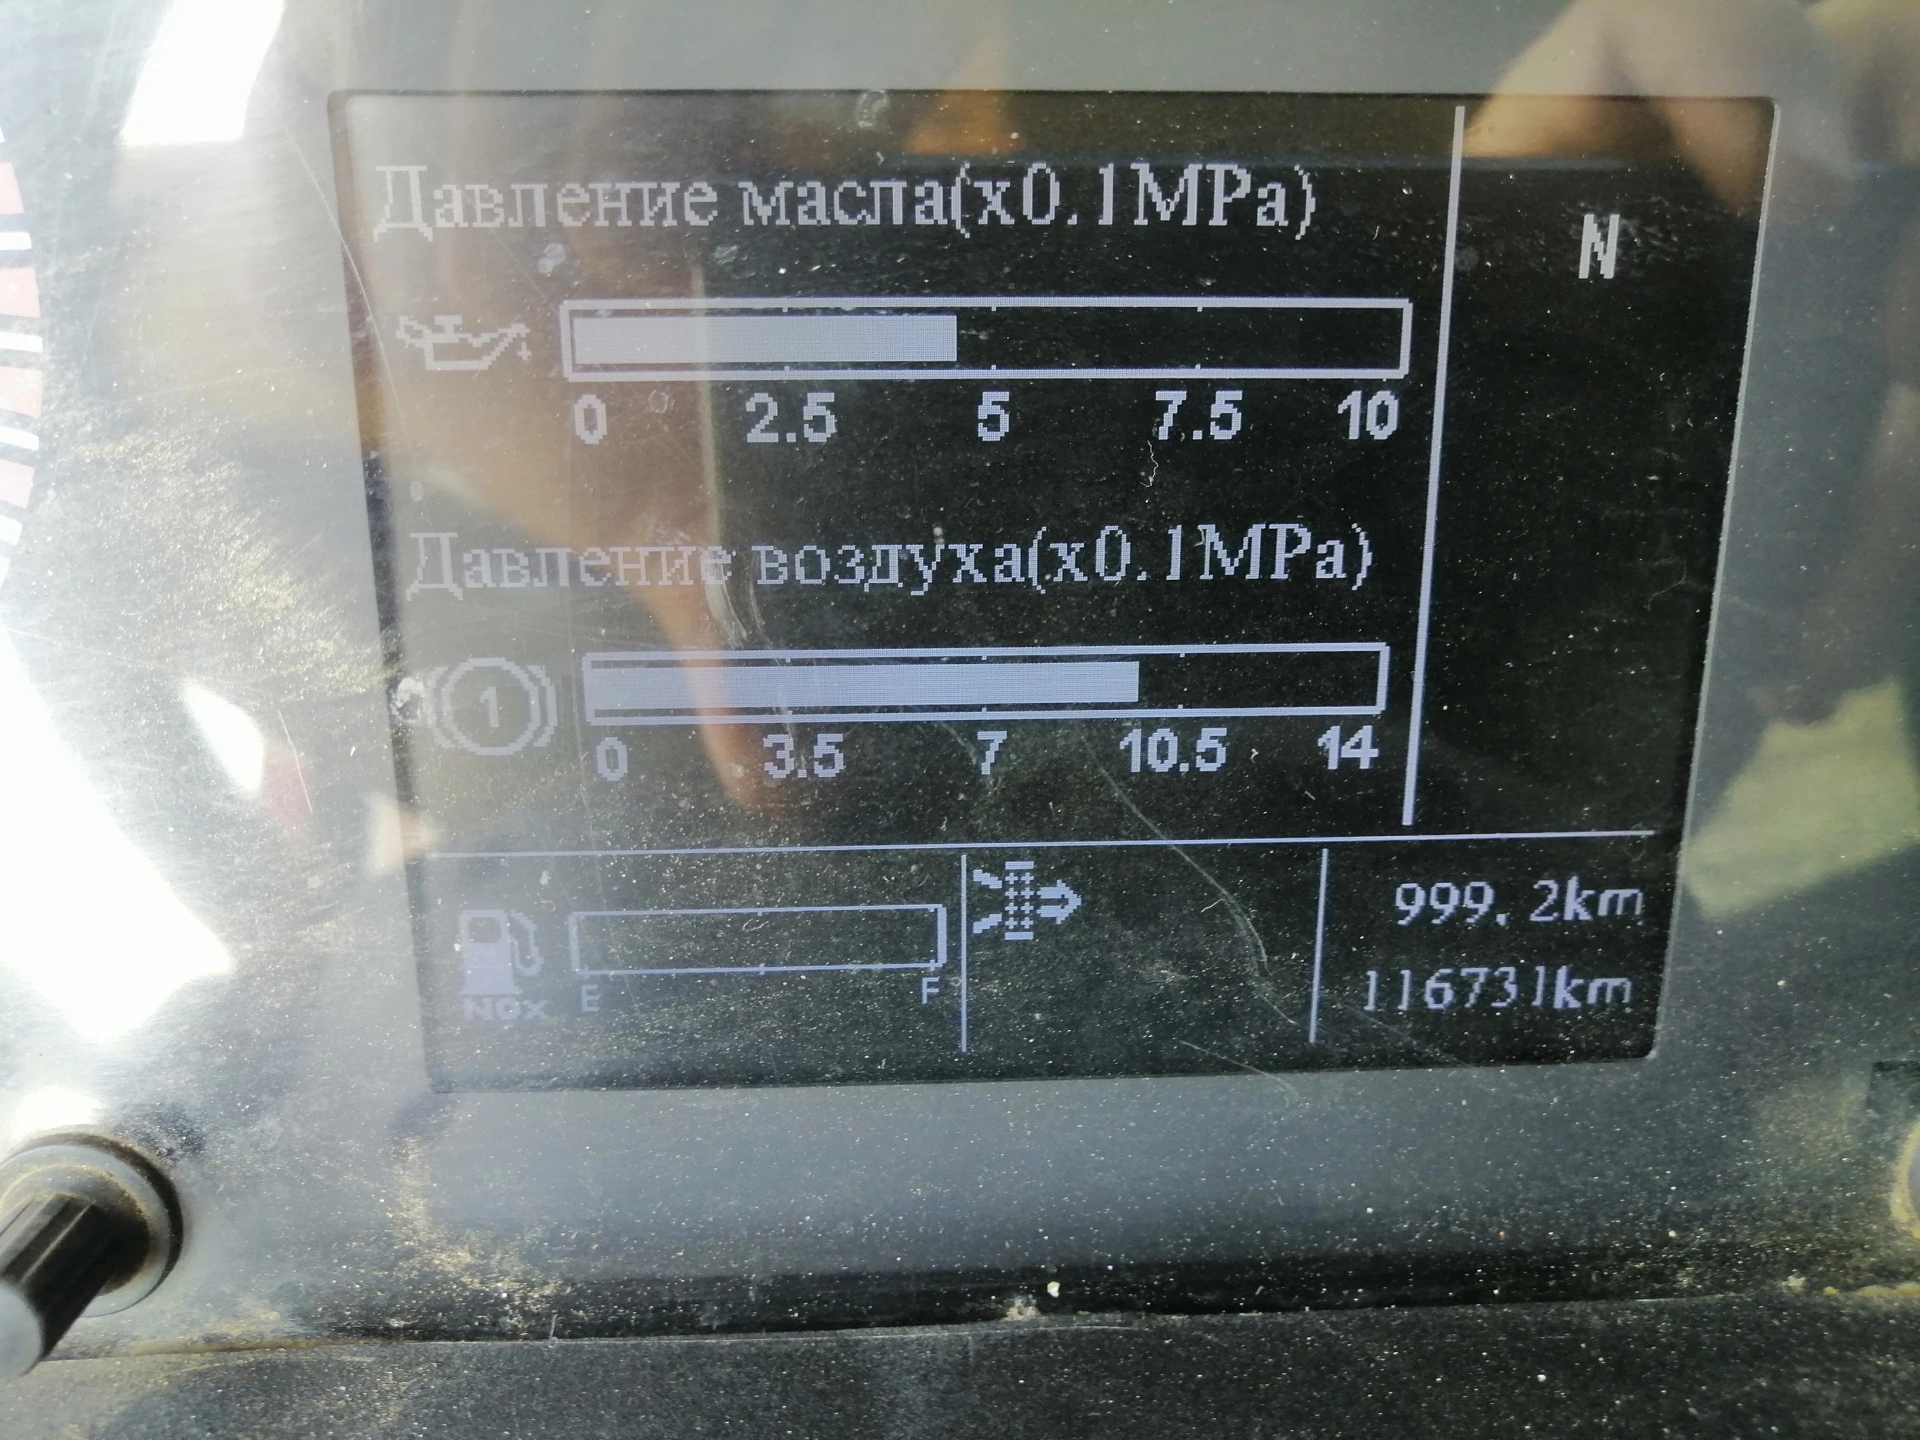 Давление масла(x0.1MPa)
N
0 2.5 5 7.5 10
Давление воздуха(x0.1MPa)
1
0 3.5 7 10.5 14
999.2km
NOx E F
116731km